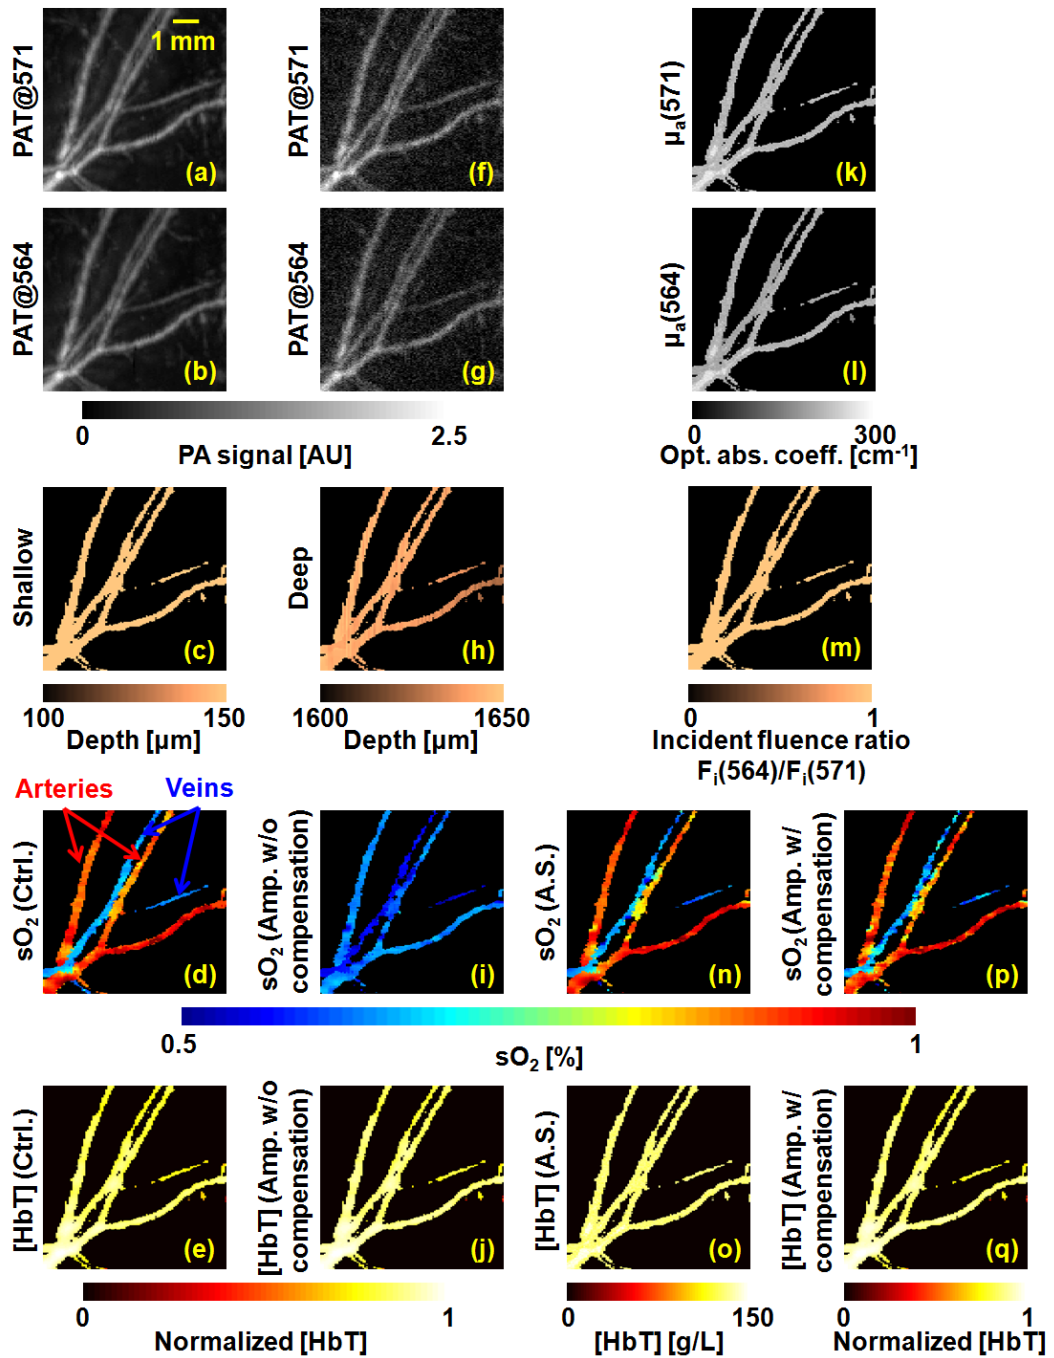 1 mm
PAT@571
(a)
PAT@571
(f)
µa(571)
(k)
PAT@564
(b)
PAT@564
(g)
µa(564)
(l)
0 2.5
PA signal [AU]
0 300
Opt. abs. coeff. [cm-1]
Shallow
(c)
Deep
(h)
(m)
100 150
Depth [µm]
1600 1650
Depth [µm]
0 1
Incident fluence ratio
Fi(564)/Fi(571)
Arteries Veins
sO2 (Ctrl.)
(d)
sO2 (Amp. w/o
compensation)
(i)
sO2 (A.S.)
(n)
sO2 (Amp. w/
compensation)
(p)
0.5 1
sO2 [%]
[HbT] (Ctrl.)
(e)
[HbT] (Amp. w/o
compensation)
(j)
[HbT] (A.S.)
(o)
[HbT] (Amp. w/
compensation)
(q)
0 1
Normalized [HbT]
0 150
[HbT] [g/L]
0 1
Normalized [HbT]